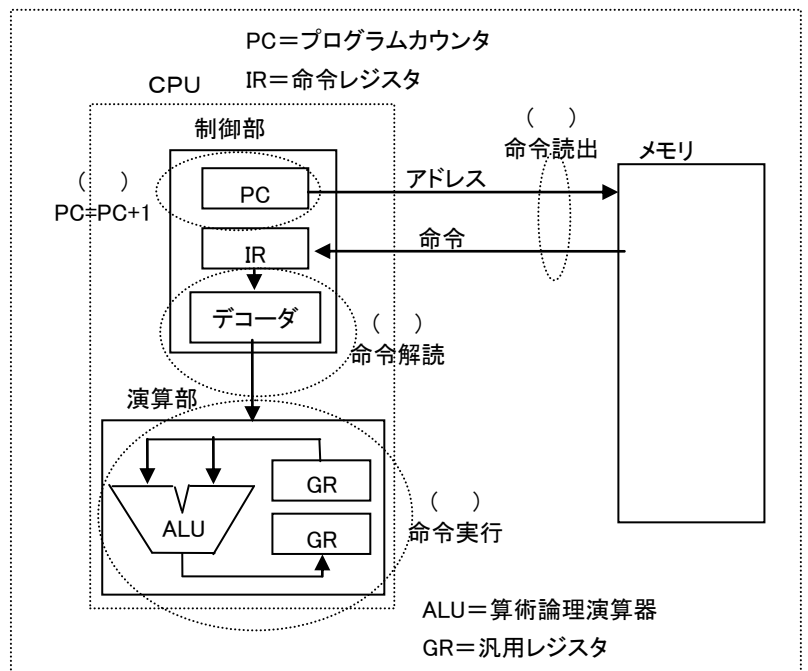 PC=プログラムカウンタ
IR=命令レジスタ
CPU
制御部
(　　)
命令読出
メモリ
(　　)
PC=PC+1
PC
アドレス
IR
命令
デコーダ
(　　)
命令解読
演算部
GR
ALU
GR
(　　)
命令実行
ALU=算術論理演算器
GR=汎用レジスタ